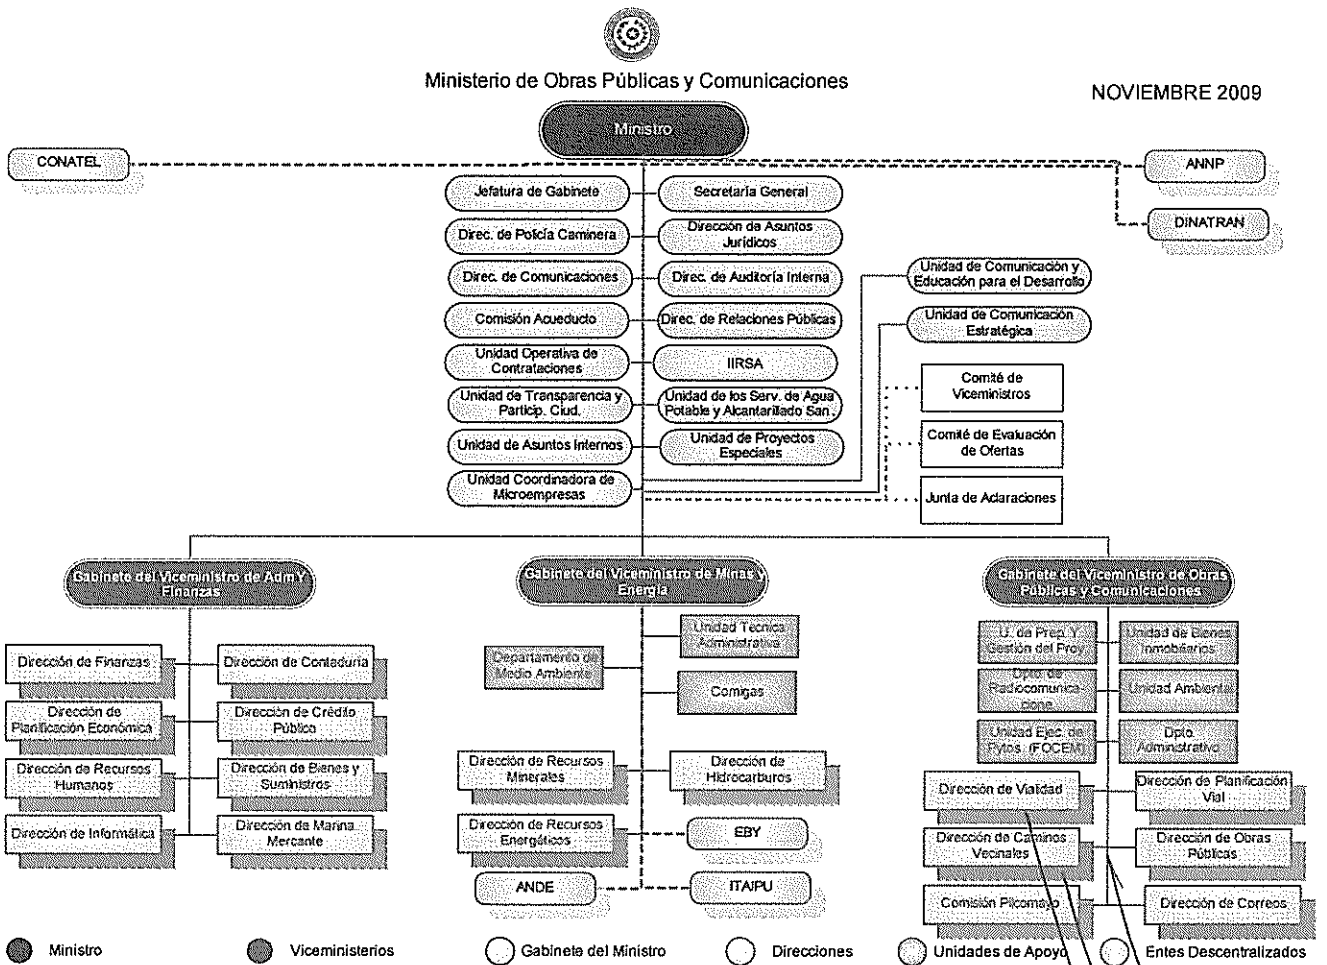 Ministerio de Obras Públicas y Comunicaciones
NOVIEMBRE 2009
Ministro
CONATEL
ANNP
DINATRAN
Jefatura de Gabinete
Secretaría General
Direc. de Policía Caminera
Dirección de Asuntos
Jurídicos
Direc. de Comunicaciones
Direc. de Auditoría Interna
Comisión Acueducto
Direc. de Relaciones Públicas
Unidad Operativa de
Contrataciones
IIRSA
Unidad de Transparencia y
Particip. Ciud.
Unidad de los Serv. de Agua
Potable y Alcantarillado San.
Unidad de Asuntos Internos
Unidad de Proyectos
Especiales
Unidad Coordinadora de
Microempresas
Unidad de Comunicación y
Educación para el Desarrollo
Unidad de Comunicación
Estratégica
Comité de
Viceministros
Comité de Evaluación
de Ofertas
Junta de Aclaraciones
Gabinete del Viceministro de Adm Y
Finanzas
Gabinete del Viceministro de Minas y
Energía
Gabinete del Viceministro de Obras
Públicas y Comunicaciones
Dirección de Finanzas
Dirección de Contaduría
Dirección de
Planificación Económica
Dirección de Crédito
Público
Dirección de Recursos
Humanos
Dirección de Bienes y
Suministros
Dirección de Informática
Dirección de Marina
Mercante
Unidad Técnica
Administrativa
Departamento de
Medio Ambiente
Comigas
Dirección de Recursos
Minerales
Dirección de
Hidrocarburos
Dirección de Recursos
Energéticos
EBY
ANDE
ITAIPU
U. de Prep. Y
Gestión del Proy.
Unidad de Bienes
Inmobiliarios
Dpto. de
Radiocomunica-
cione
Unidad Ambiental
Unidad Ejec. de
Pytos. (FOCEM)
Dpto.
Administrativo
Dirección de Vialidad
Dirección de Planificación
Vial
Dirección de Caminos
Vecinales
Dirección de Obras
Públicas
Comisión Pilcomayo
Dirección de Correos
Ministro
Viceministerios
Gabinete del Ministro
Direcciones
Unidades de Apoyo
Entes Descentralizados